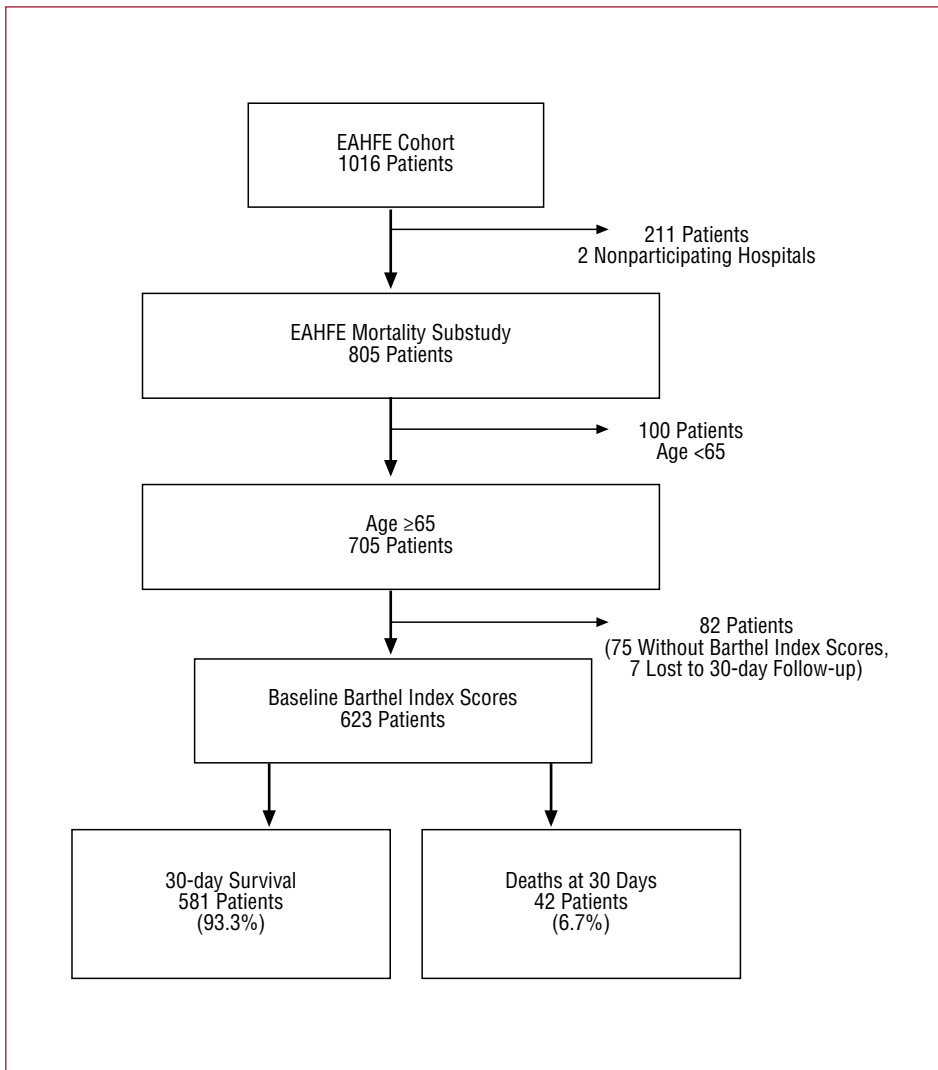 EAHFE Cohort
1016 Patients
211 Patients
2 Nonparticipating Hospitals
EAHFE Mortality Substudy
805 Patients
100 Patients
Age <65
Age ≥65
705 Patients
82 Patients
(75 Without Barthel Index Scores,
7 Lost to 30-day Follow-up)
Baseline Barthel Index Scores
623 Patients
30-day Survival
581 Patients
(93.3%)
Deaths at 30 Days
42 Patients
(6.7%)